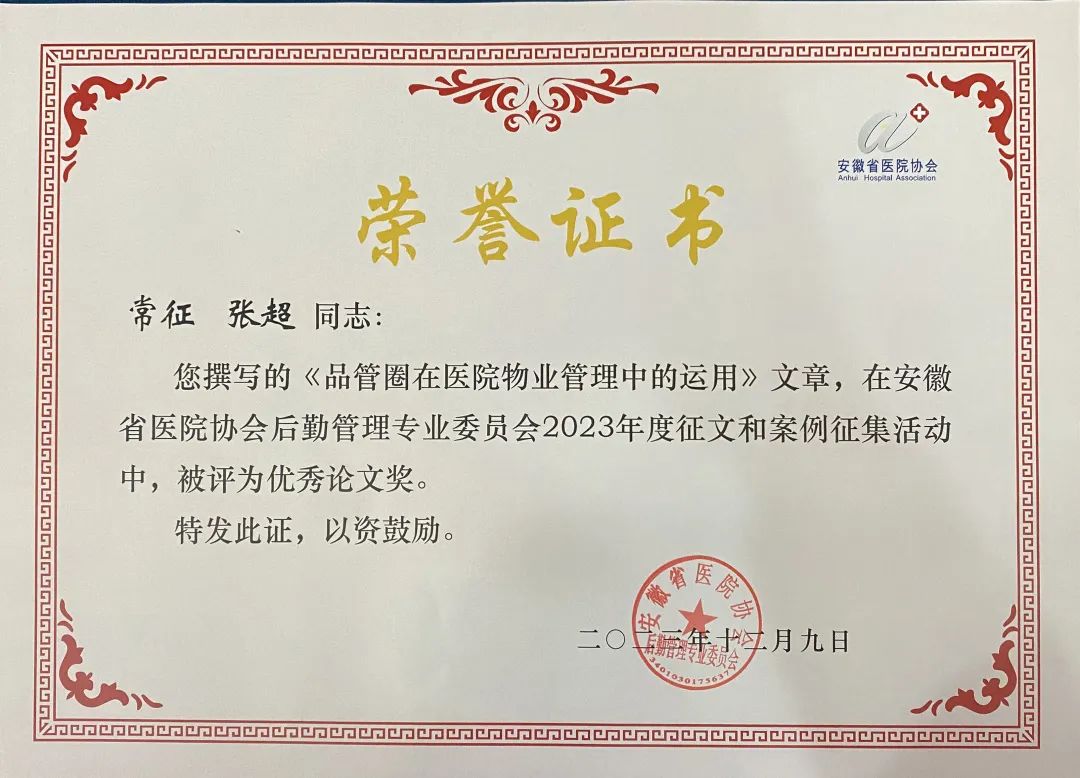 安徽省医院协会
Anhui Hospital Association
荣誉证书
常征 张超 同志：
您撰写的《品管圈在医院物业管理中的运用》文章，在安徽
省医院协会后勤管理专业委员会2023年度征文和案例征集活动
中，被评为优秀论文奖。
特发此证，以资鼓励。
安徽省医院协会
后勤管理专业委员会
二〇二三年十二月九日